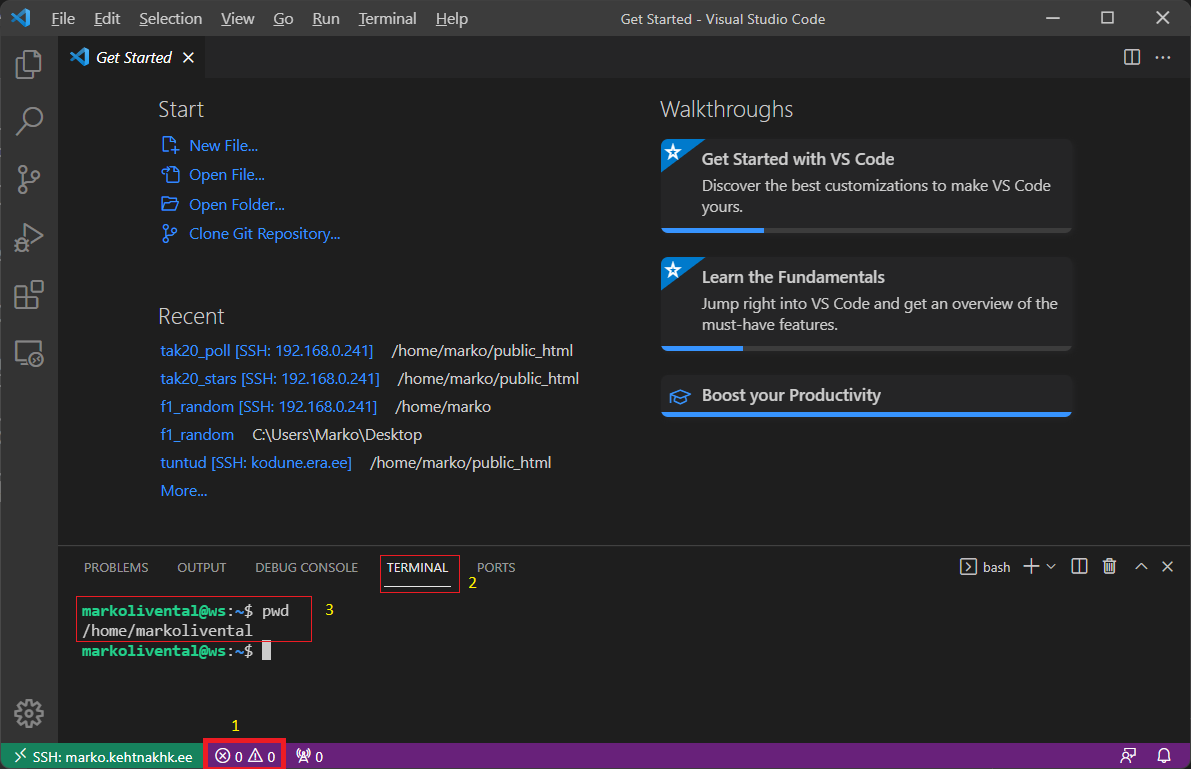 File Edit Selection View Go Run Terminal Help Get Started - Visual Studio Code
Get Started
Start
New File...
Open File...
Open Folder...
Clone Git Repository...
Recent
tak20_poll [SSH: 192.168.0.241] /home/marko/public_html
tak20_stars [SSH: 192.168.0.241] /home/marko/public_html
f1_random [SSH: 192.168.0.241] /home/marko
f1_random C:\Users\Marko\Desktop
tuntud [SSH: kodune.era.ee] /home/marko/public_html
More...
Walkthroughs
Get Started with VS Code
Discover the best customizations to make VS Code
yours.
Learn the Fundamentals
Jump right into VS Code and get an overview of the
must-have features.
Boost your Productivity
PROBLEMS OUTPUT DEBUG CONSOLE TERMINAL 2 PORTS bash
markolivental@ws:~$ pwd 3
/home/markolivental
markolivental@ws:~$
1
SSH: marko.kehtnakhk.ee 0 0 0